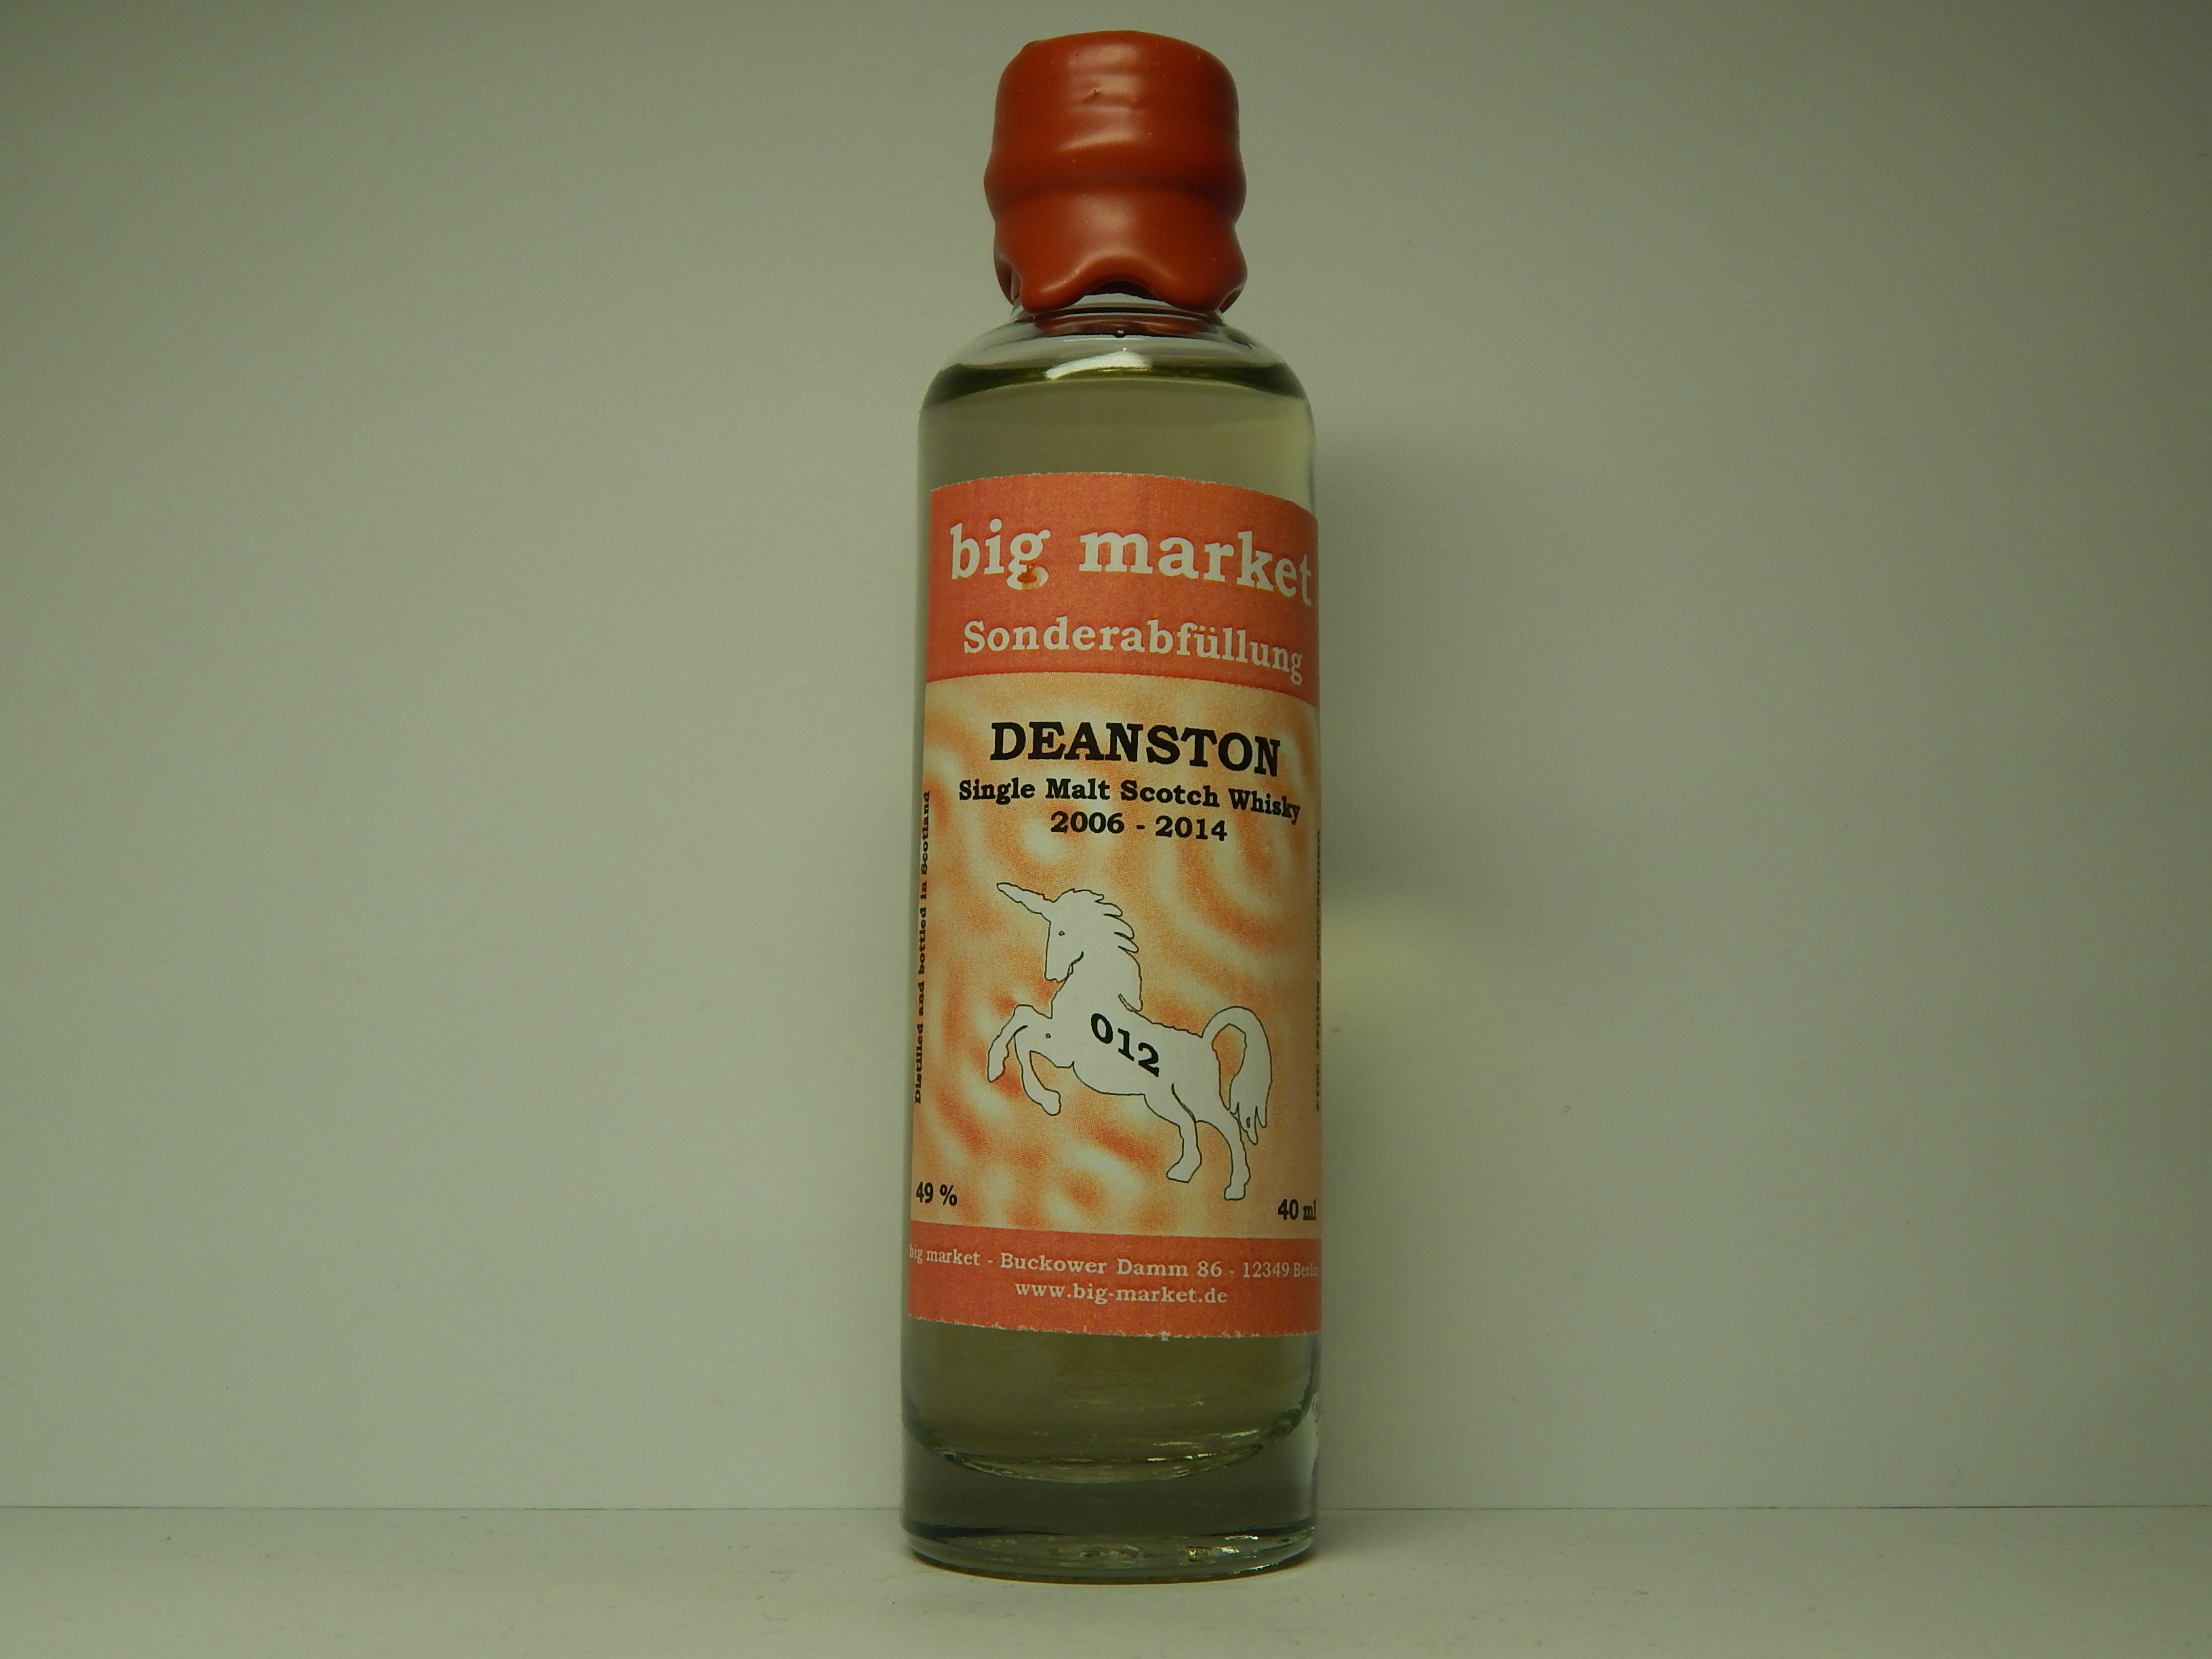 big market
Sonderabfüllung
DEANSTON
Single Malt Scotch Whisky
2006 - 2014
Distilled and bottled in Scotland
012
49 %
40 ml
big market - Buckower Damm 86 - 12349 Berlin
www.big-market.de